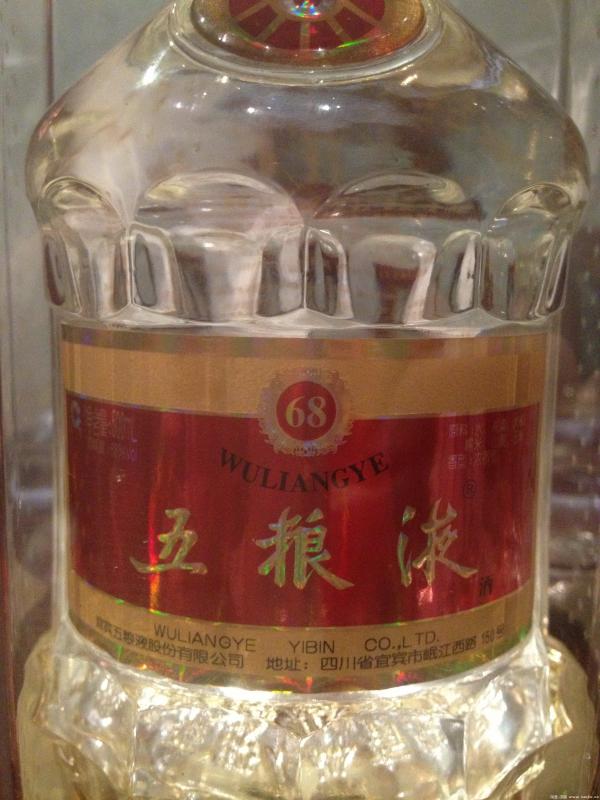 68
WULIANGYE
®
五粮液
酒
WULIANGYE YIBIN CO.,LTD.
宜宾五粮液股份有限公司 地址：四川省宜宾市岷江西路150号